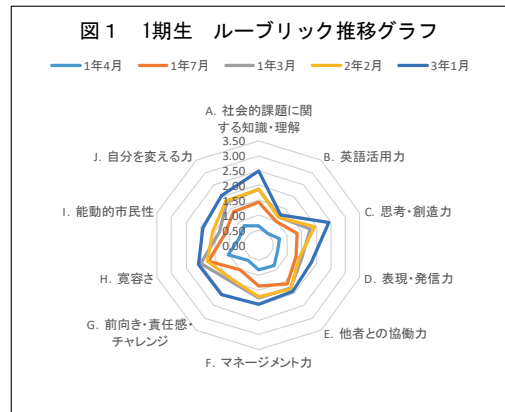 図１　1期生　ルーブリック推移グラフ
1年4月　1年7月　1年3月　2年2月　3年1月
A. 社会的課題に関
する知識・理解
B. 英語活用力
C. 思考・創造力
D. 表現・発信力
E. 他者との協働力
F. マネージメント力
G. 前向き・責任感・
チャレンジ
H. 寛容さ
I. 能動的市民性
J. 自分を変える力
3.50
3.00
2.50
2.00
1.50
1.00
0.50
0.00